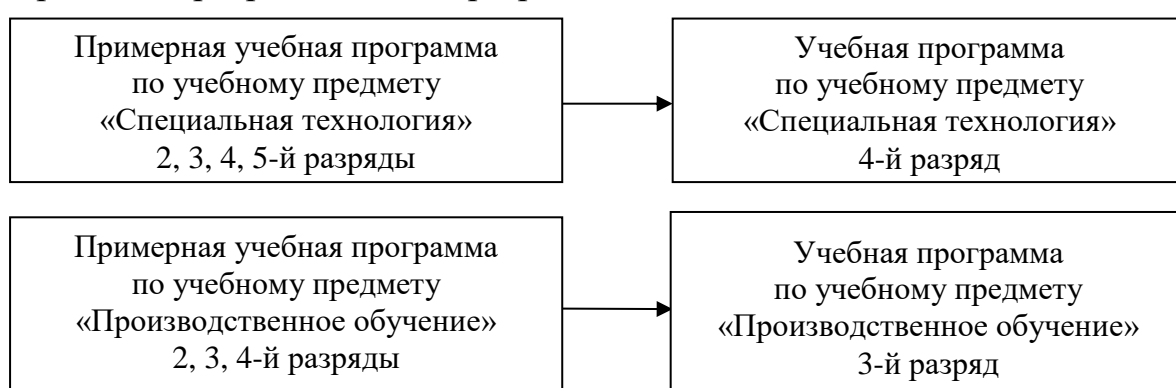 Примерная учебная программа
по учебному предмету
«Специальная технология»
2, 3, 4, 5-й разряды
Учебная программа
по учебному предмету
«Специальная технология»
4-й разряд
Примерная учебная программа
по учебному предмету
«Производственное обучение»
2, 3, 4-й разряды
Учебная программа
по учебному предмету
«Производственное обучение»
3-й разряд